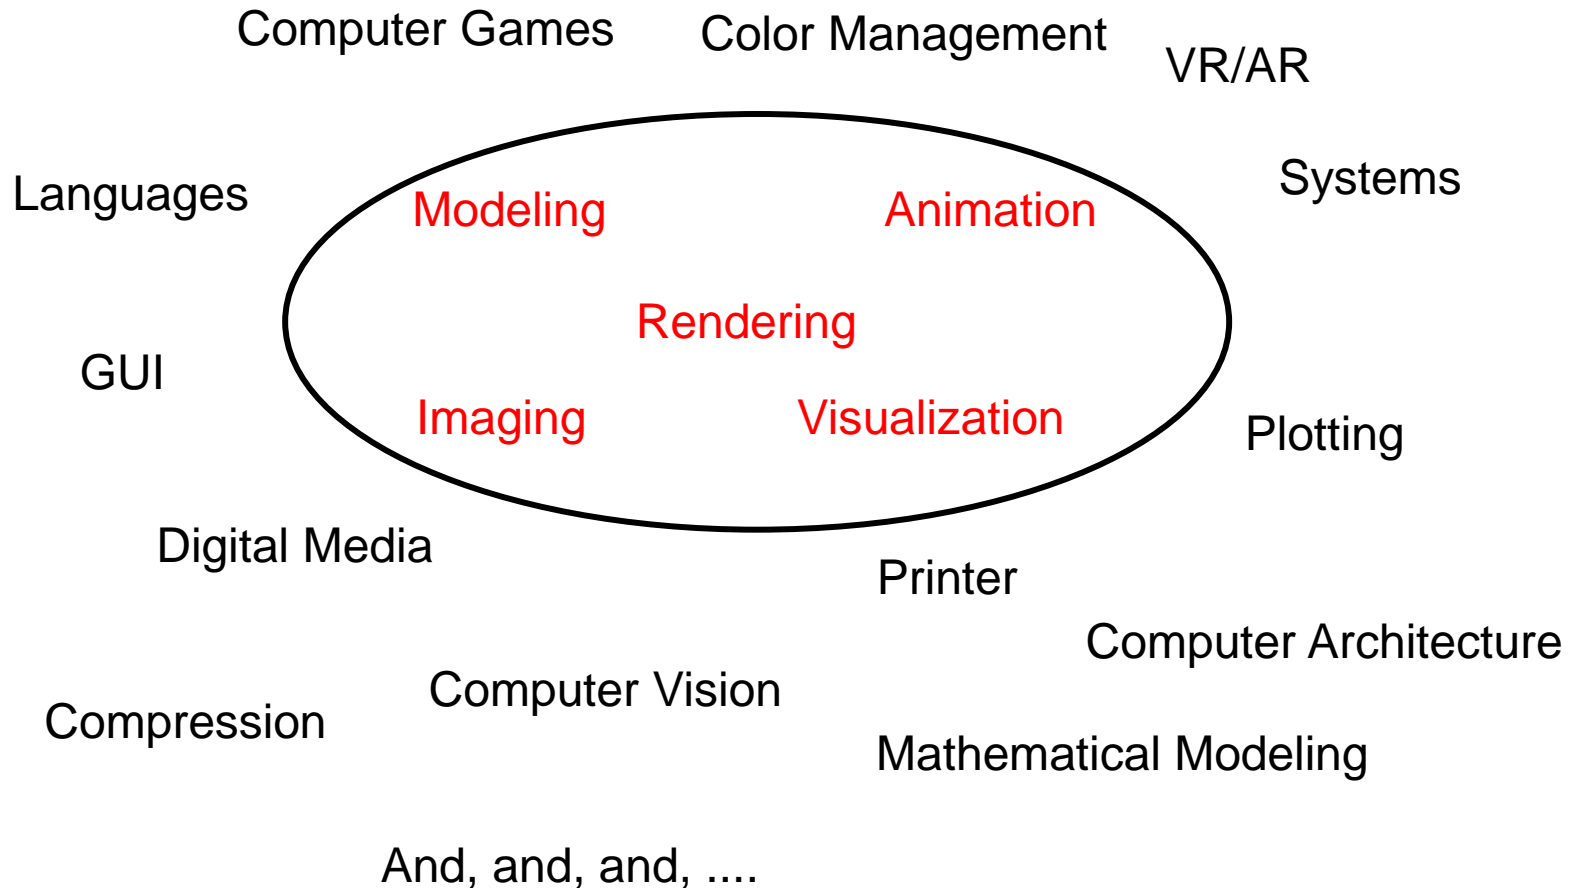 Computer Games
Color Management
VR/AR
Languages
Modeling
Animation
Systems
Rendering
GUI
Imaging
Visualization
Plotting
Digital Media
Printer
Computer Architecture
Computer Vision
Compression
Mathematical Modeling
And, and, and, ....